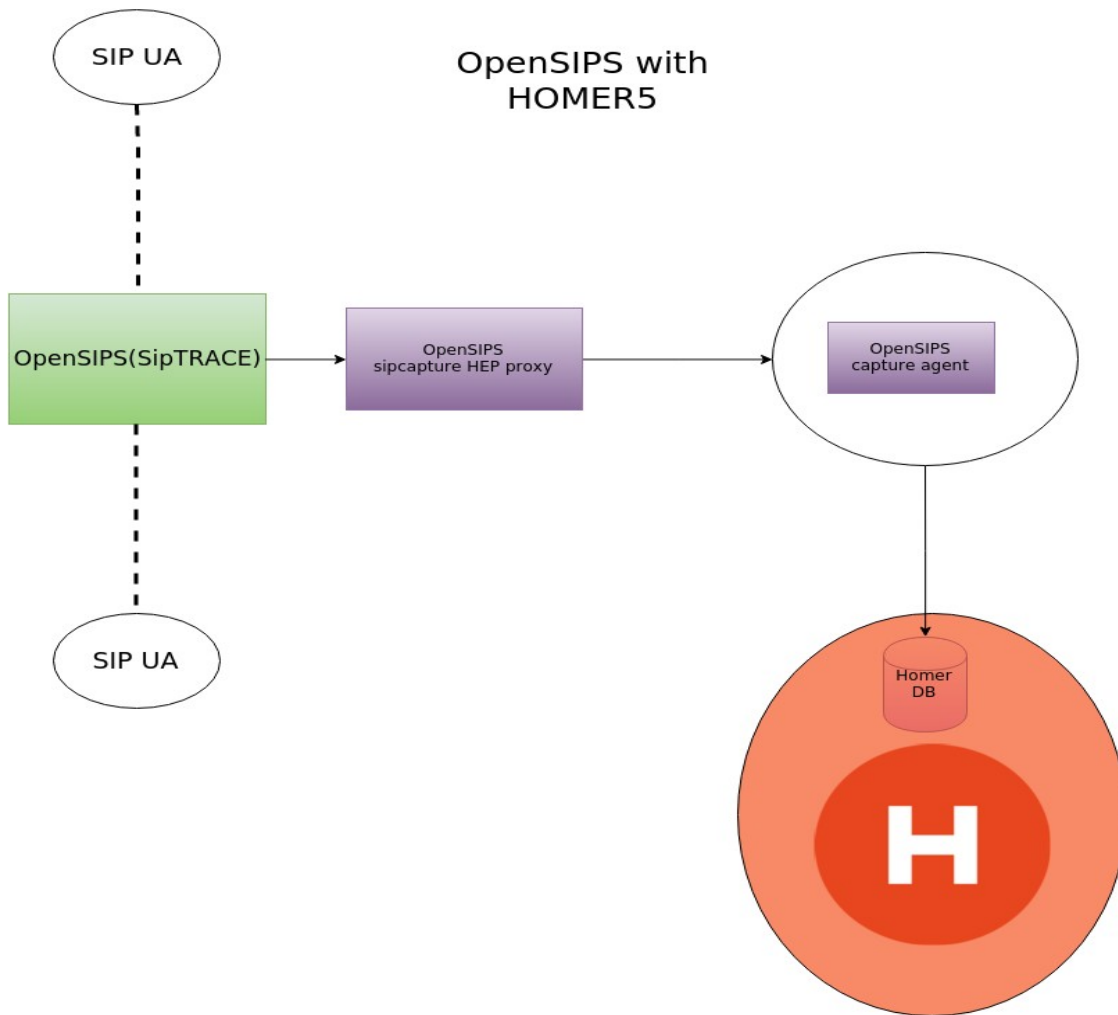 SIP UA
OpenSIPS with
HOMER5
OpenSIPS(SipTRACE)
OpenSIPS
sipcapture HEP proxy
OpenSIPS
capture agent
SIP UA
Homer
DB
H